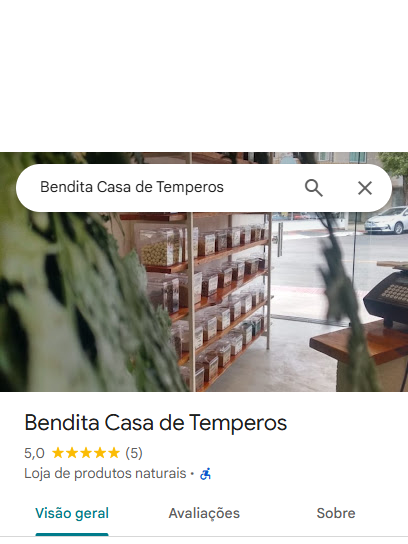 Bendita Casa de Temperos
Bendita Casa de Temperos
5,0 (5)
Loja de produtos naturais ·
Visão geral Avaliações Sobre